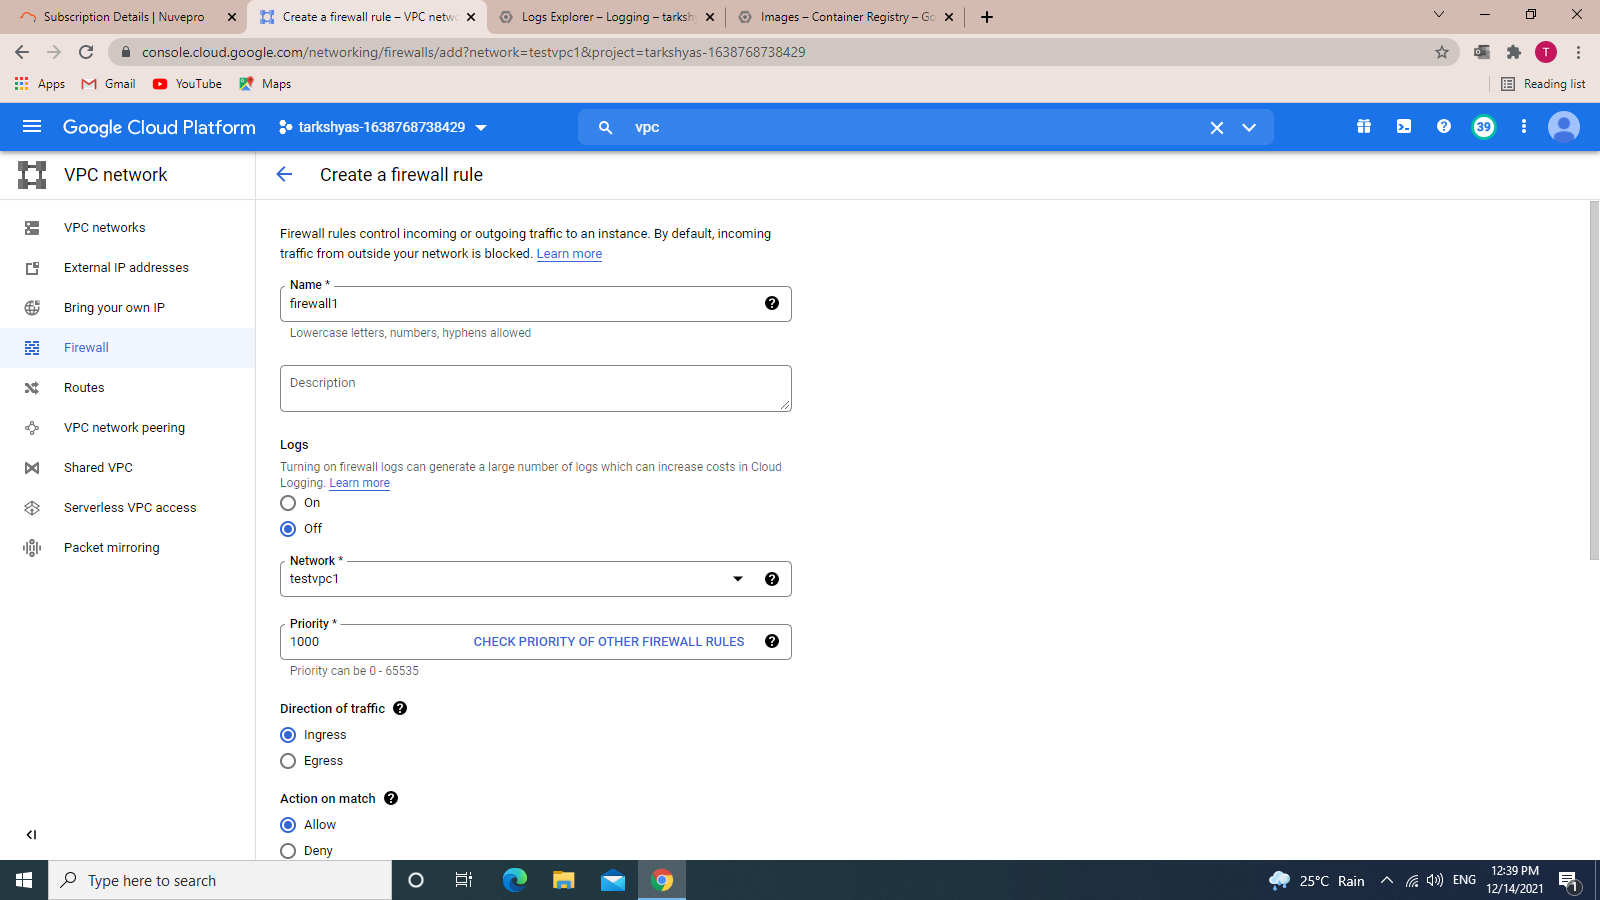 Subscription Details | Nuvepro
Create a firewall rule – VPC netw
Logs Explorer – Logging – tarksh
Images – Container Registry – Go
console.cloud.google.com/networking/firewalls/add?network=testvpc1&project=tarkshyas-1638768738429
T
Apps
Gmail
YouTube
Maps
Reading list
Google Cloud Platform
tarkshyas-1638768738429
vpc
39
VPC network
Create a firewall rule
VPC networks
External IP addresses
Bring your own IP
Firewall
Routes
VPC network peering
Shared VPC
Serverless VPC access
Packet mirroring
Firewall rules control incoming or outgoing traffic to an instance. By default, incoming
traffic from outside your network is blocked. Learn more
Name *
firewall1
Lowercase letters, numbers, hyphens allowed
Description
Logs
Turning on firewall logs can generate a large number of logs which can increase costs in Cloud
Logging. Learn more
On
Off
Network *
testvpc1
Priority *
1000
CHECK PRIORITY OF OTHER FIREWALL RULES
Priority can be 0 - 65535
Direction of traffic
Ingress
Egress
Action on match
Allow
Deny
Type here to search
25°C Rain
ENG
12:39 PM
12/14/2021
1